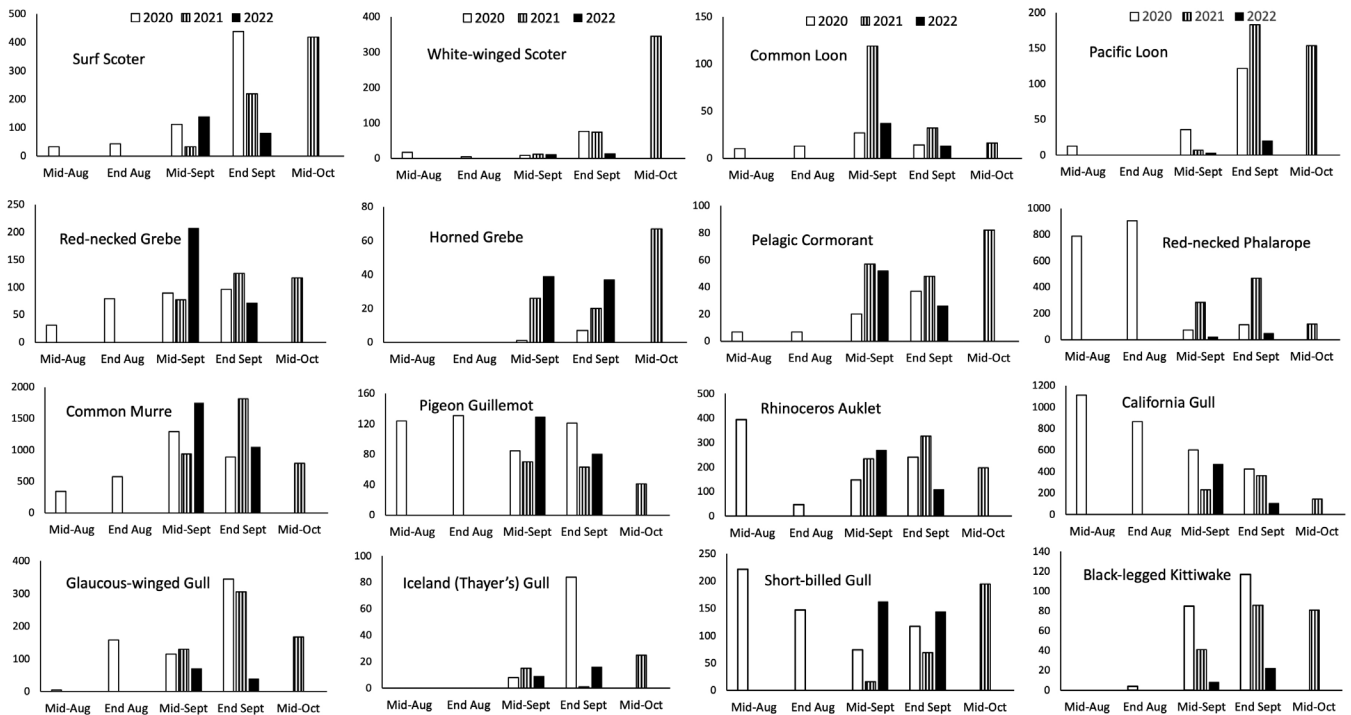 2020 2021 2022
Surf Scoter
500
400
300
200
100
0
Mid-Aug End Aug Mid-Sept End Sept Mid-Oct
2020 2021 2022
White-winged Scoter
400
300
200
100
0
Mid-Aug End Aug Mid-Sept End Sept Mid-Oct
2020 2021 2022
Common Loon
150
100
50
0
Mid-Aug End Aug Mid-Sept End Sept Mid-Oct
2020 2021 2022
Pacific Loon
200
150
100
50
0
Mid-Aug End Aug Mid-Sept End Sept Mid-Oct
Red-necked Grebe
250
200
150
100
50
0
Mid-Aug End Aug Mid-Sept End Sept Mid-Oct
Horned Grebe
80
60
40
20
0
Mid-Aug End Aug Mid-Sept End Sept Mid-Oct
Pelagic Cormorant
100
80
60
40
20
0
Mid-Aug End Aug Mid-Sept End Sept Mid-Oct
Red-necked Phalarope
1000
800
600
400
200
0
Mid-Aug End Aug Mid-Sept End Sept Mid-Oct
Common Murre
2000
1500
1000
500
0
Mid-Aug End Aug Mid-Sept End Sept Mid-Oct
Pigeon Guillemot
160
120
80
40
0
Mid-Aug End Aug Mid-Sept End Sept Mid-Oct
Rhinoceros Auklet
500
400
300
200
100
0
Mid-Aug End Aug Mid-Sept End Sept Mid-Oct
California Gull
1200
1000
800
600
400
200
0
Mid-Aug End Aug Mid-Sept End Sept Mid-Oct
Glaucous-winged Gull
400
300
200
100
0
Mid-Aug End Aug Mid-Sept End Sept Mid-Oct
Iceland (Thayer's) Gull
100
80
60
40
20
0
Mid-Aug End Aug Mid-Sept End Sept Mid-Oct
Short-billed Gull
250
200
150
100
50
0
Mid-Aug End Aug Mid-Sept End Sept Mid-Oct
Black-legged Kittiwake
140
120
100
80
60
40
20
0
Mid-Aug End Aug Mid-Sept End Sept Mid-Oct